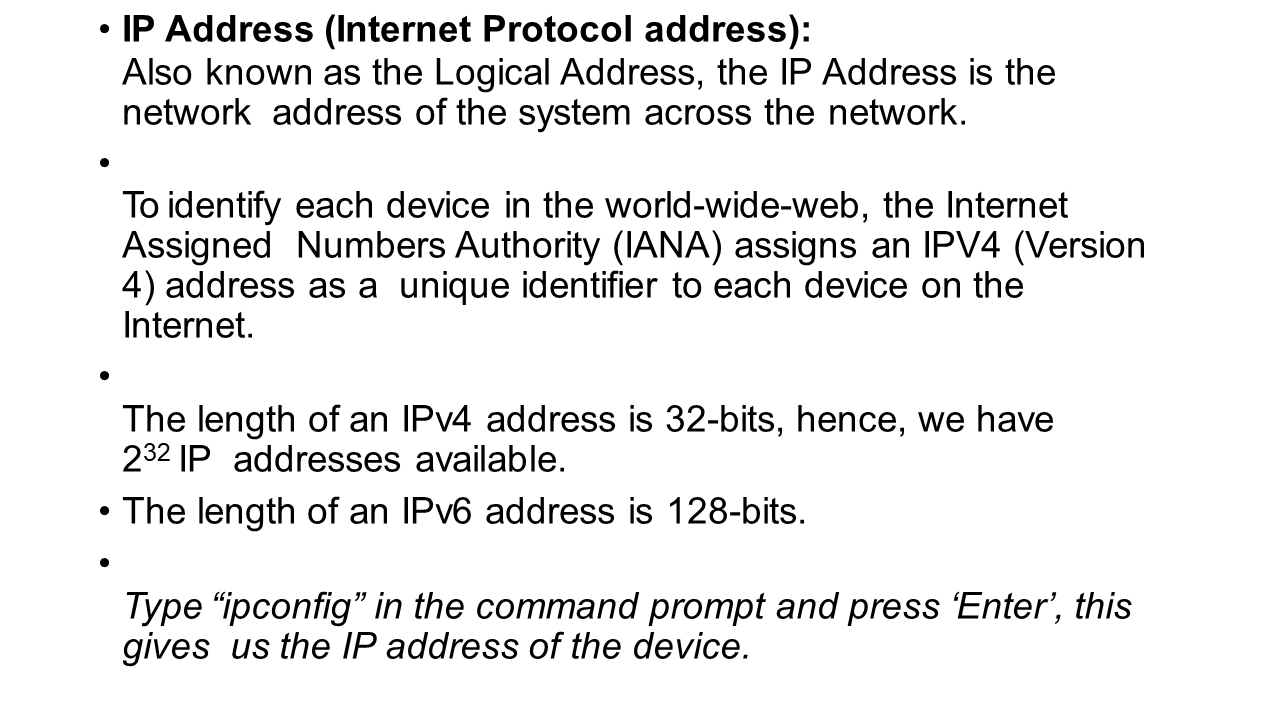 • IP Address (Internet Protocol address):
Also known as the Logical Address, the IP Address is the
network address of the system across the network.
•
To identify each device in the world-wide-web, the Internet
Assigned Numbers Authority (IANA) assigns an IPV4 (Version
4) address as a unique identifier to each device on the
Internet.
•
The length of an IPv4 address is 32-bits, hence, we have
2³² IP addresses available.
• The length of an IPv6 address is 128-bits.
•
Type “ipconfig” in the command prompt and press ‘Enter’, this
gives us the IP address of the device.